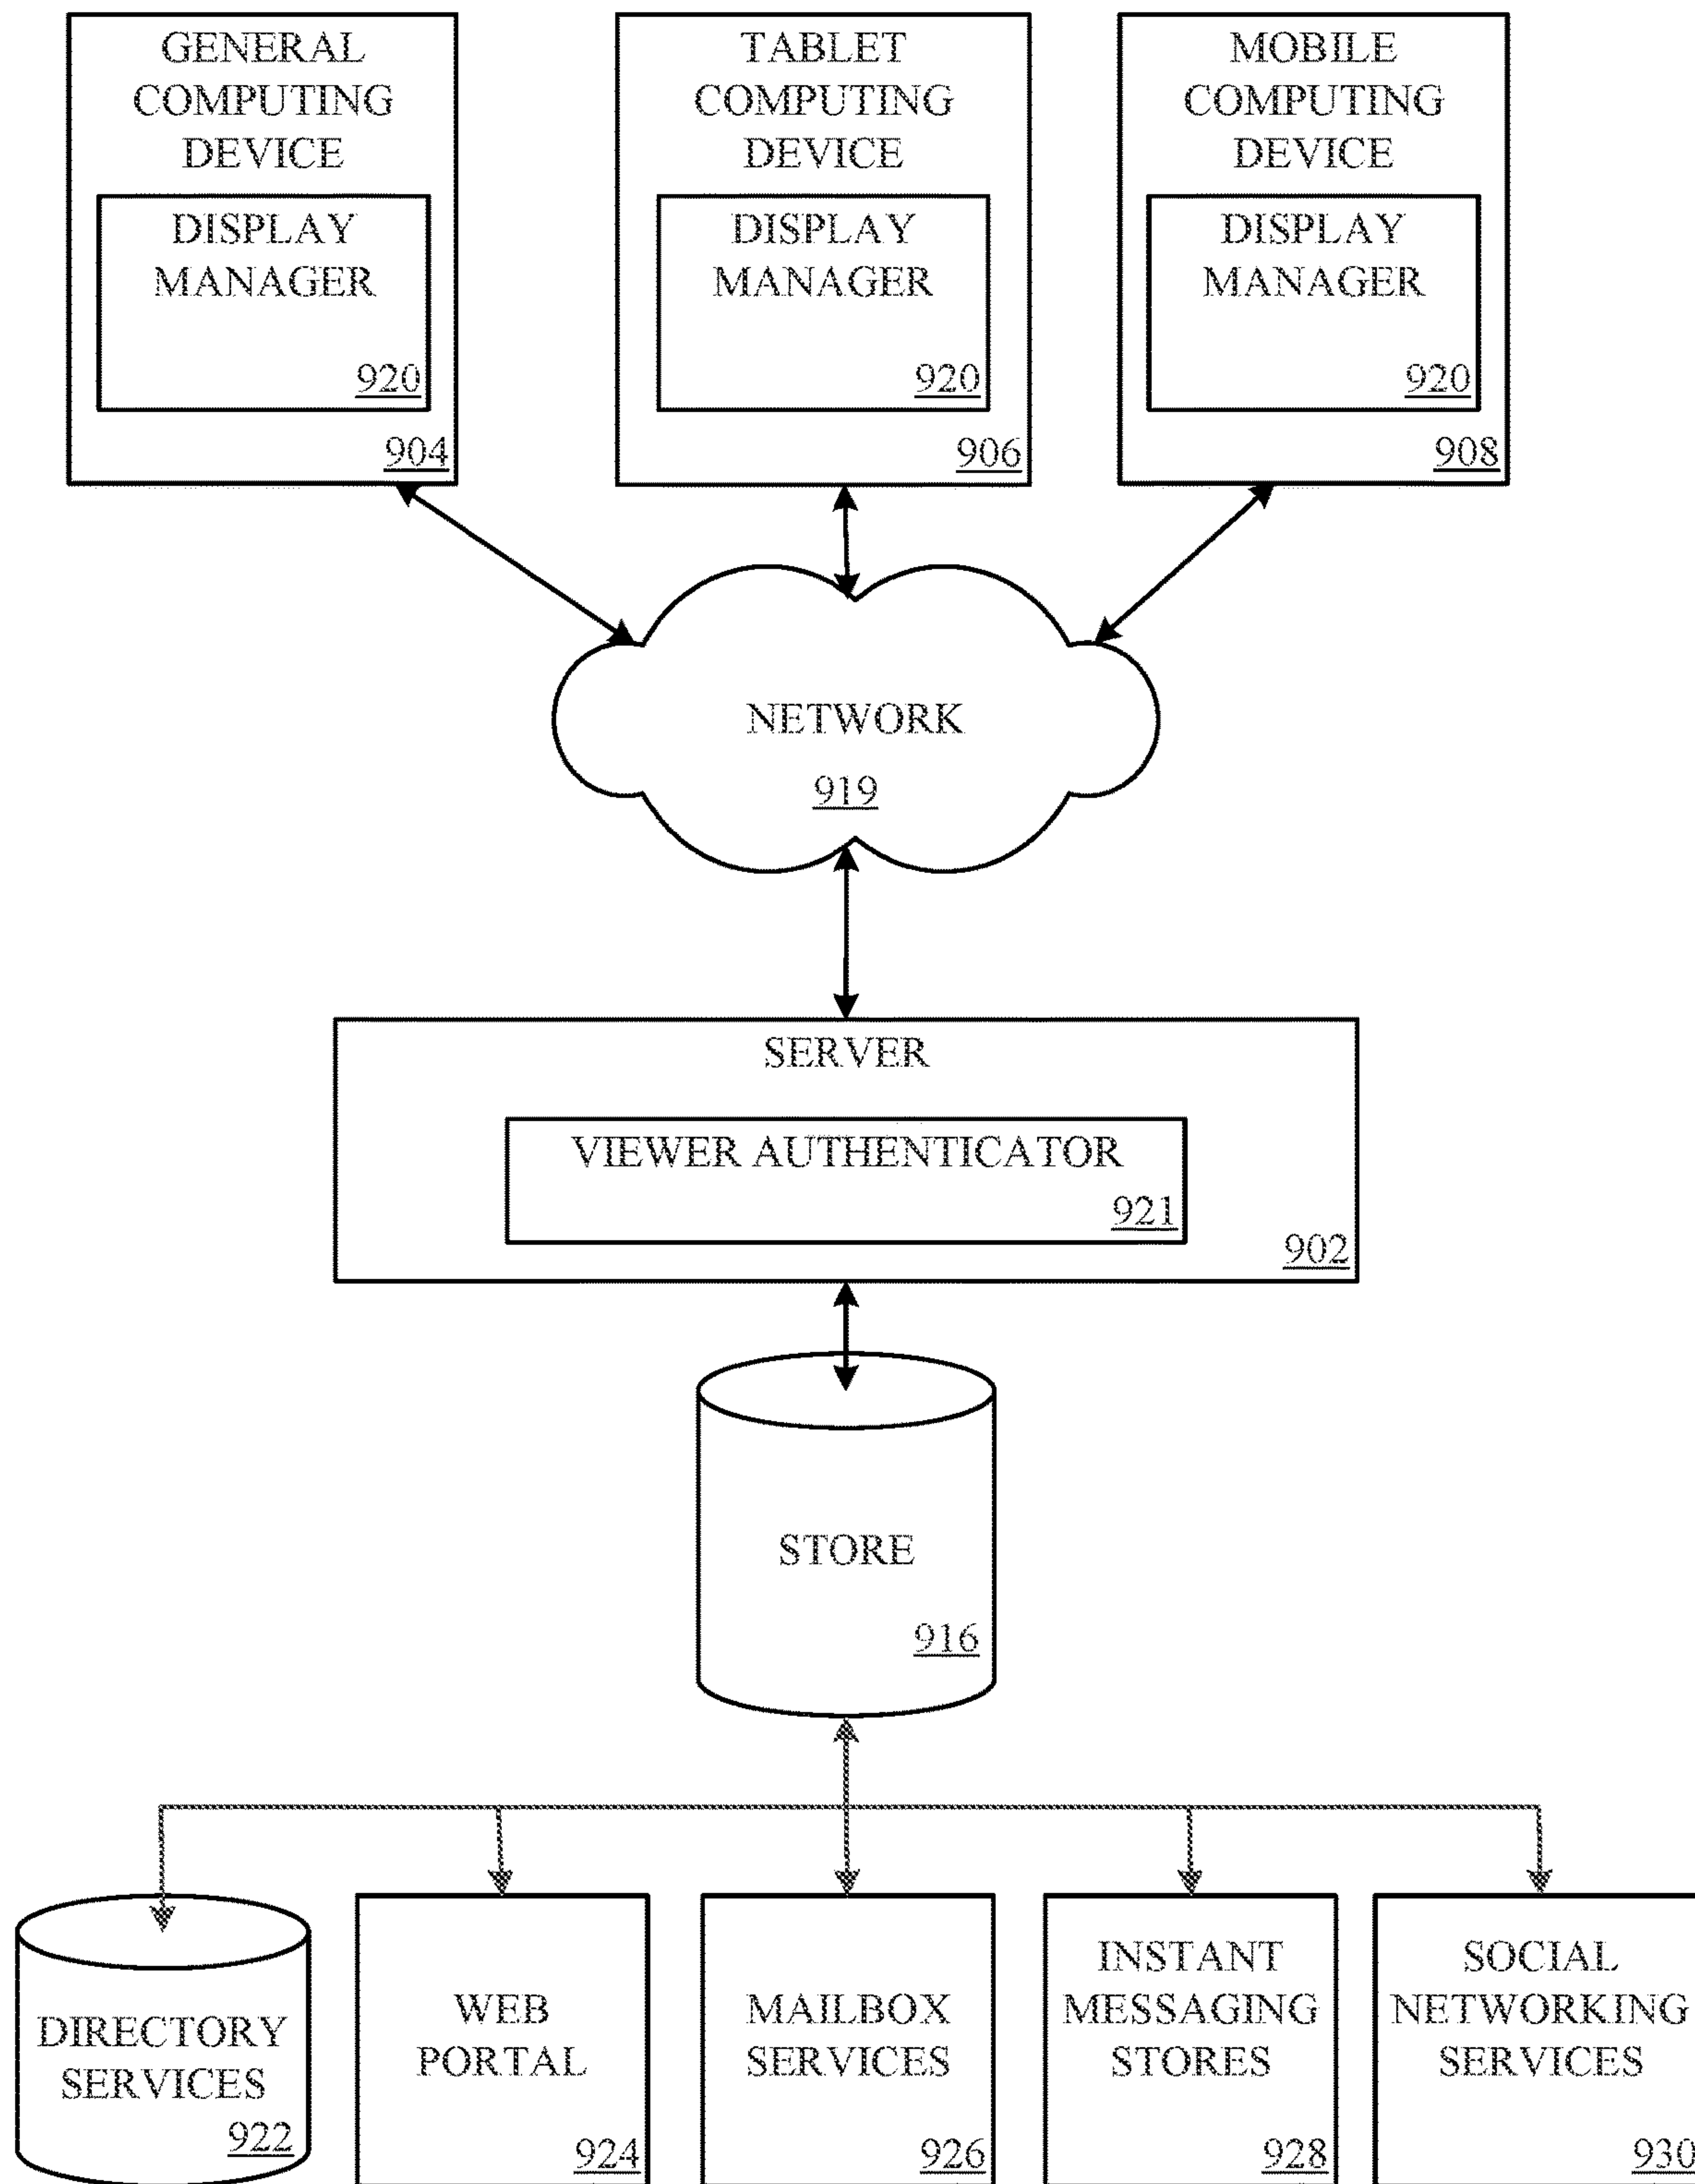 GENERAL
COMPUTING
DEVICE
DISPLAY
MANAGER
920
904
TABLET
COMPUTING
DEVICE
DISPLAY
MANAGER
920
906
MOBILE
COMPUTING
DEVICE
DISPLAY
MANAGER
920
908
NETWORK
919
SERVER
VIEWER AUTHENTICATOR
921
902
STORE
916
DIRECTORY
SERVICES
922
WEB
PORTAL
924
MAILBOX
SERVICES
926
INSTANT
MESSAGING
STORES
928
SOCIAL
NETWORKING
SERVICES
930